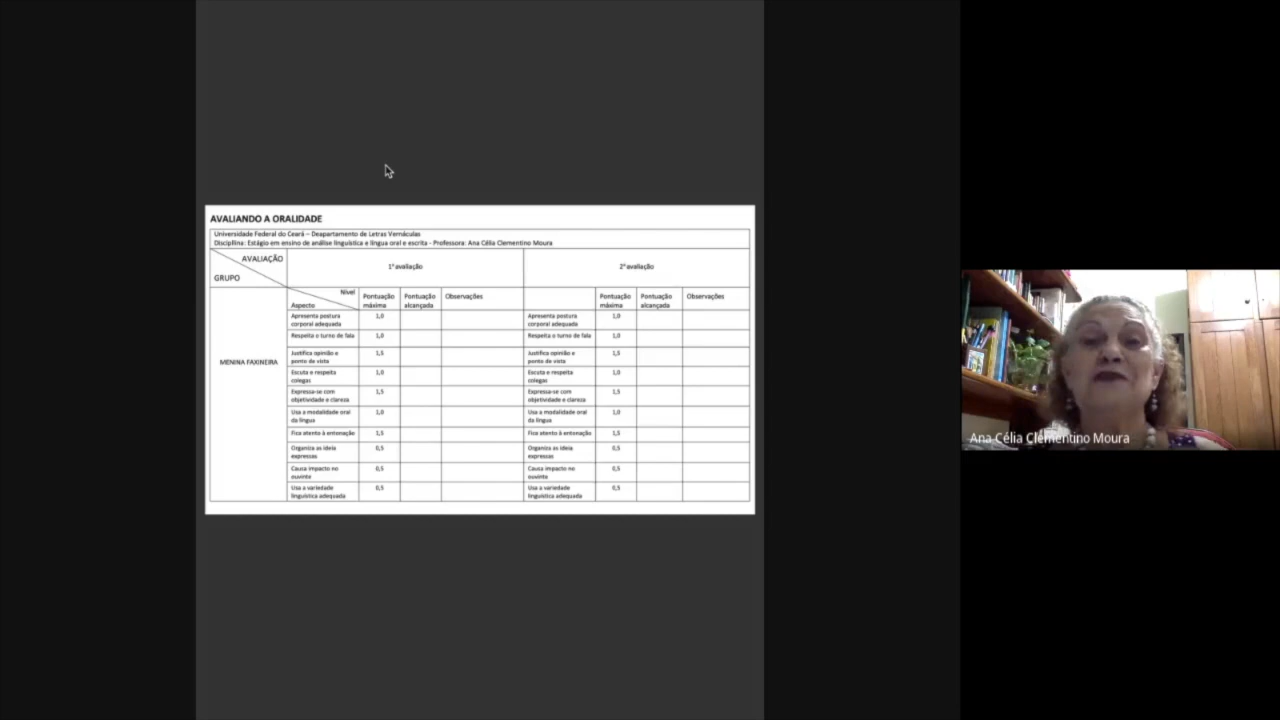 AVALIANDO A ORALIDADE
Universidade Federal do Ceará – Deapartamento de Letras Vernáculas
Disciplina: Estágio em ensino de análise linguística e língua oral e escrita - Professora: Ana Célia Clementino Moura
AVALIAÇÃO
GRUPO
1ª avaliação
2ª avaliação
Nível
Aspecto
Pontuação máxima
Pontuação alcançada
Observações
Pontuação máxima
Pontuação alcançada
Observações
MENINA FAXINEIRA
Apresenta postura corporal adequada 1,0 Apresenta postura corporal adequada 1,0
Respeita o turno de fala 1,0 Respeita o turno de fala 1,0
Justifica opinião e ponto de vista 1,5 Justifica opinião e ponto de vista 1,5
Escuta e respeita colegas 1,0 Escuta e respeita colegas 1,0
Expressa-se com objetividade e clareza 1,5 Expressa-se com objetividade e clareza 1,5
Usa a modalidade oral da língua 1,0 Usa a modalidade oral da língua 1,0
Fica atento à entonação 1,5 Fica atento à entonação 1,5
Organiza as ideia expressas 0,5 Organiza as ideia expressas 0,5
Causa impacto no ouvinte 0,5 Causa impacto no ouvinte 0,5
Usa a variedade linguística adequada 0,5 Usa a variedade linguística adequada 0,5
Ana Célia Clementino Moura